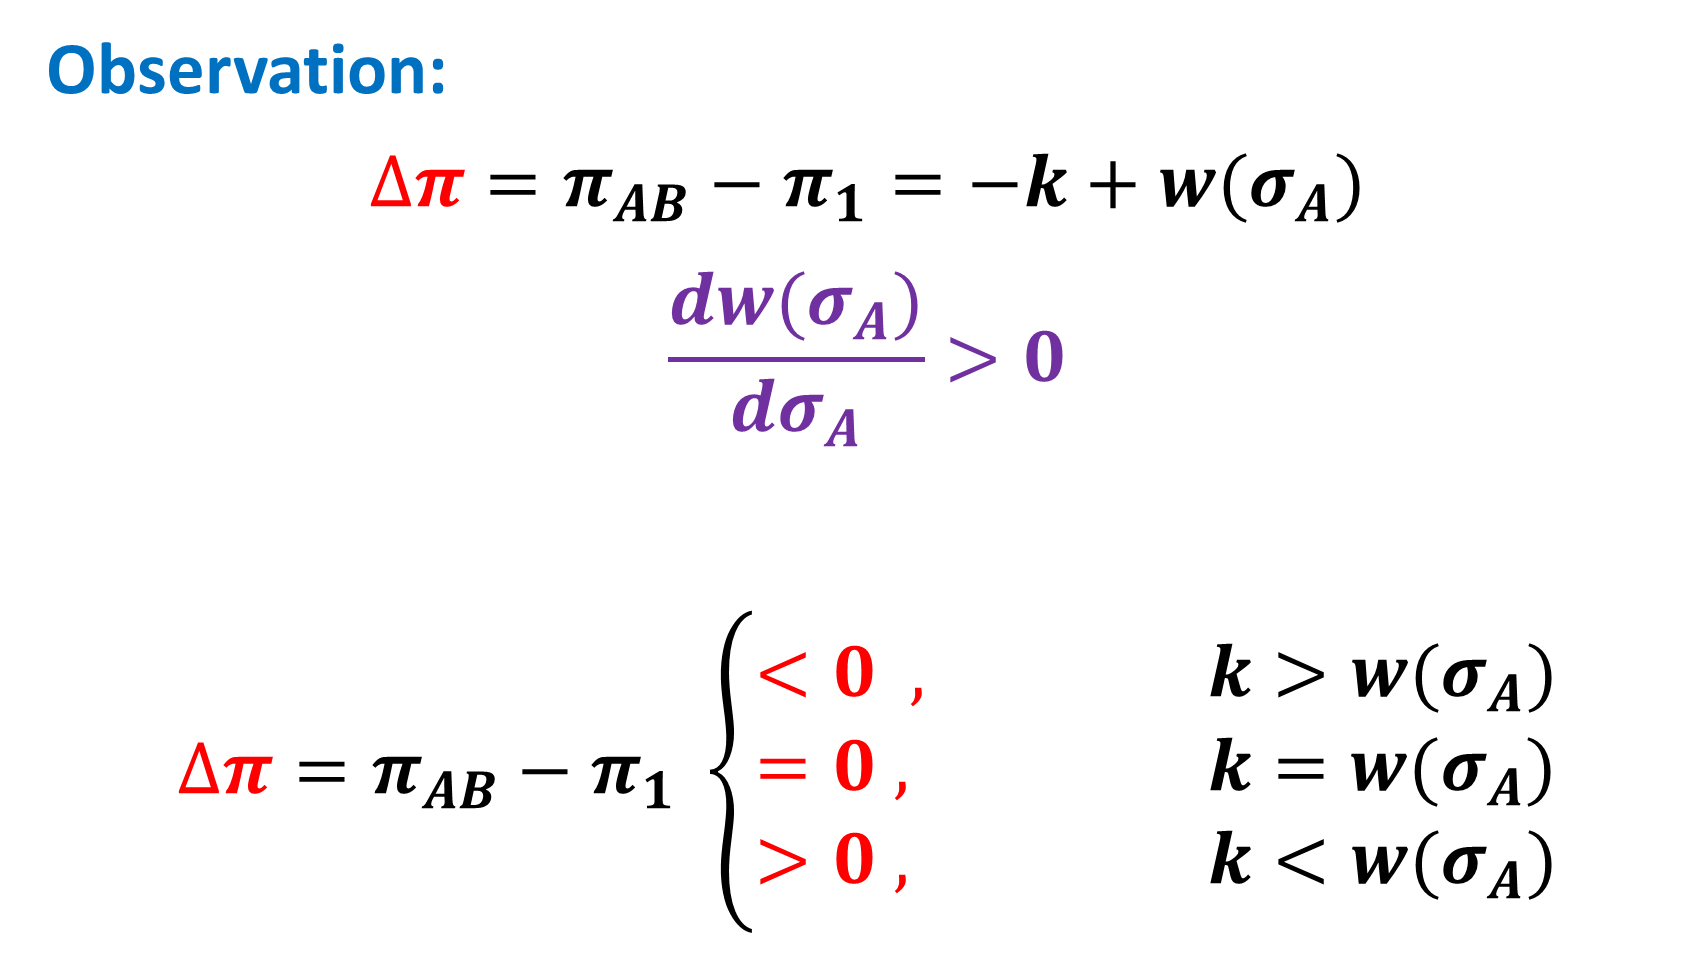 Observation:
Δπ = π_AB − π_1 = −k + w(σ_A)
dw(σ_A)/dσ_A > 0
Δπ = π_AB − π_1 { < 0 , k > w(σ_A)
= 0 , k = w(σ_A)
> 0 , k < w(σ_A)